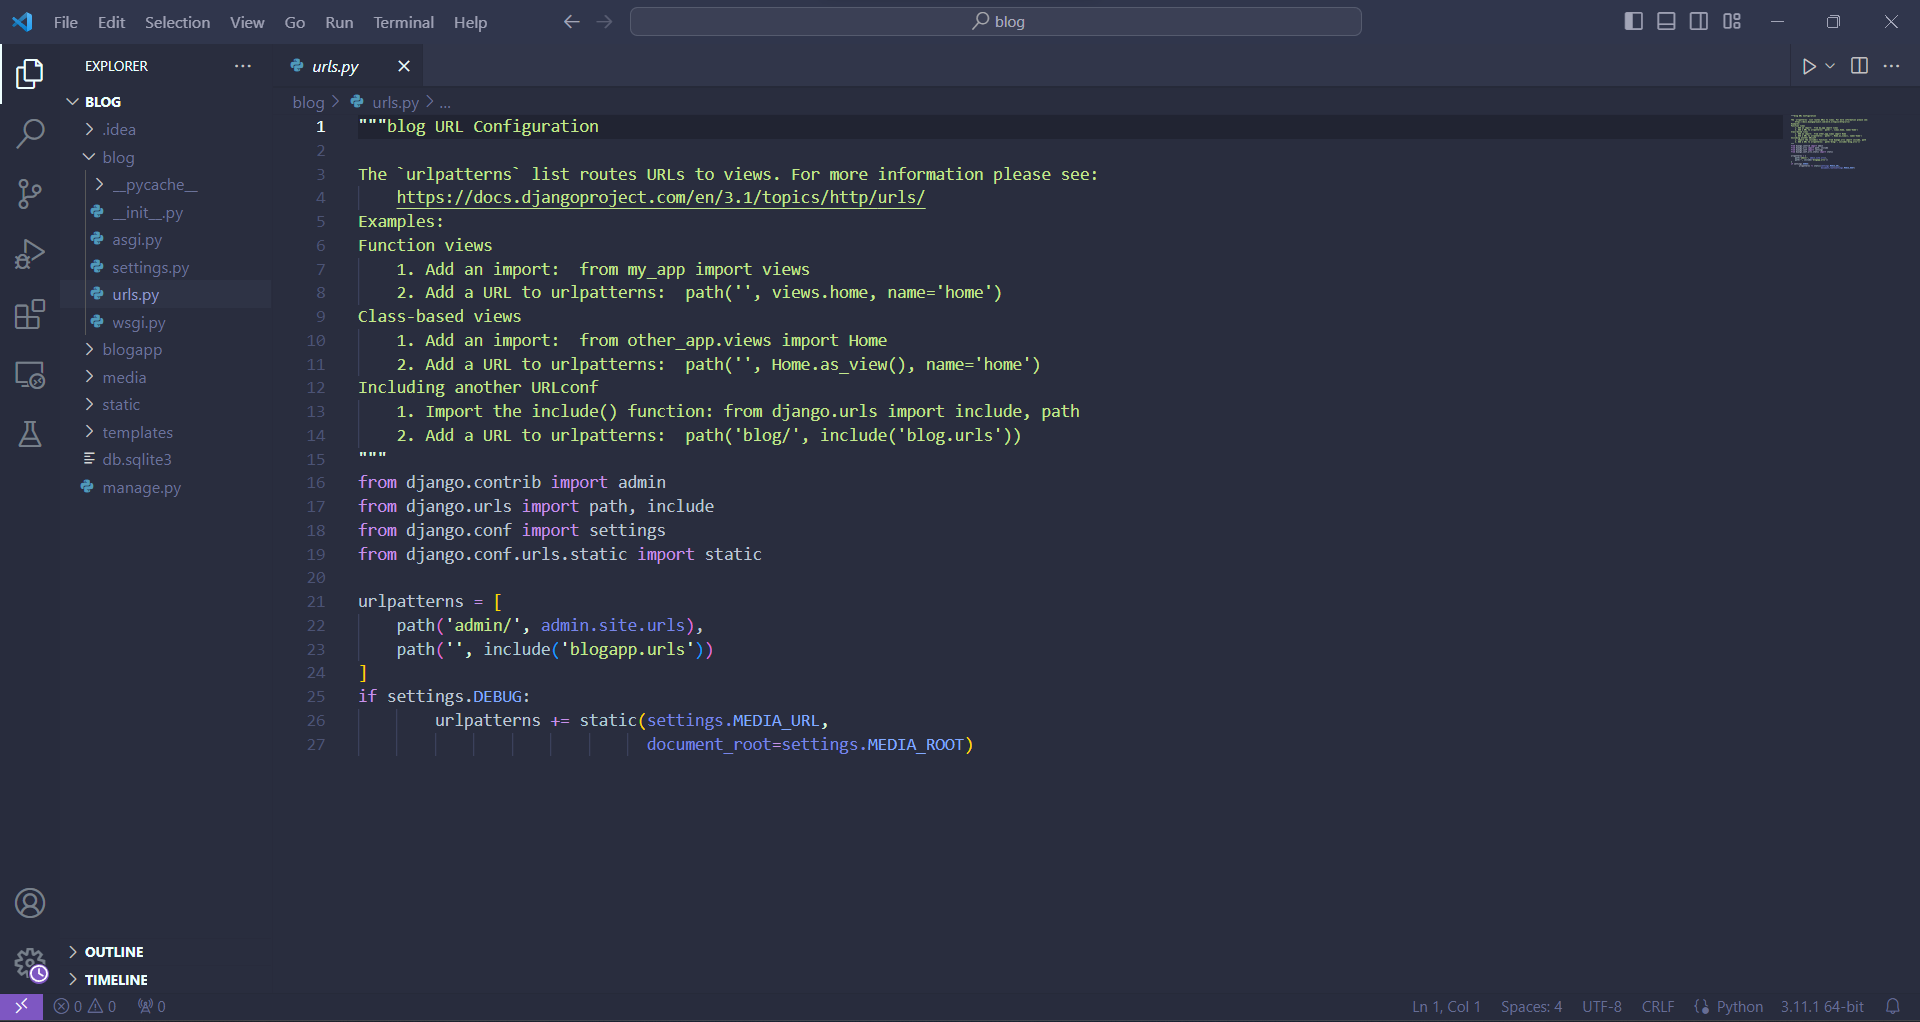 File Edit Selection View Go Run Terminal Help
blog
EXPLORER
BLOG
.idea
blog
__pycache__
__init__.py
asgi.py
settings.py
urls.py
wsgi.py
blogapp
media
static
templates
db.sqlite3
manage.py
OUTLINE
TIMELINE
urls.py
blog > urls.py > ...
1 """blog URL Configuration
2
3 The `urlpatterns` list routes URLs to views. For more information please see:
4     https://docs.djangoproject.com/en/3.1/topics/http/urls/
5 Examples:
6 Function views
7     1. Add an import:  from my_app import views
8     2. Add a URL to urlpatterns:  path('', views.home, name='home')
9 Class-based views
10     1. Add an import:  from other_app.views import Home
11     2. Add a URL to urlpatterns:  path('', Home.as_view(), name='home')
12 Including another URLconf
13     1. Import the include() function: from django.urls import include, path
14     2. Add a URL to urlpatterns:  path('blog/', include('blog.urls'))
15 """
16 from django.contrib import admin
17 from django.urls import path, include
18 from django.conf import settings
19 from django.conf.urls.static import static
20
21 urlpatterns = [
22     path('admin/', admin.site.urls),
23     path('', include('blogapp.urls'))
24 ]
25 if settings.DEBUG:
26         urlpatterns += static(settings.MEDIA_URL,
27                               document_root=settings.MEDIA_ROOT)
0 0 0
Ln 1, Col 1 Spaces: 4 UTF-8 CRLF Python 3.11.1 64-bit